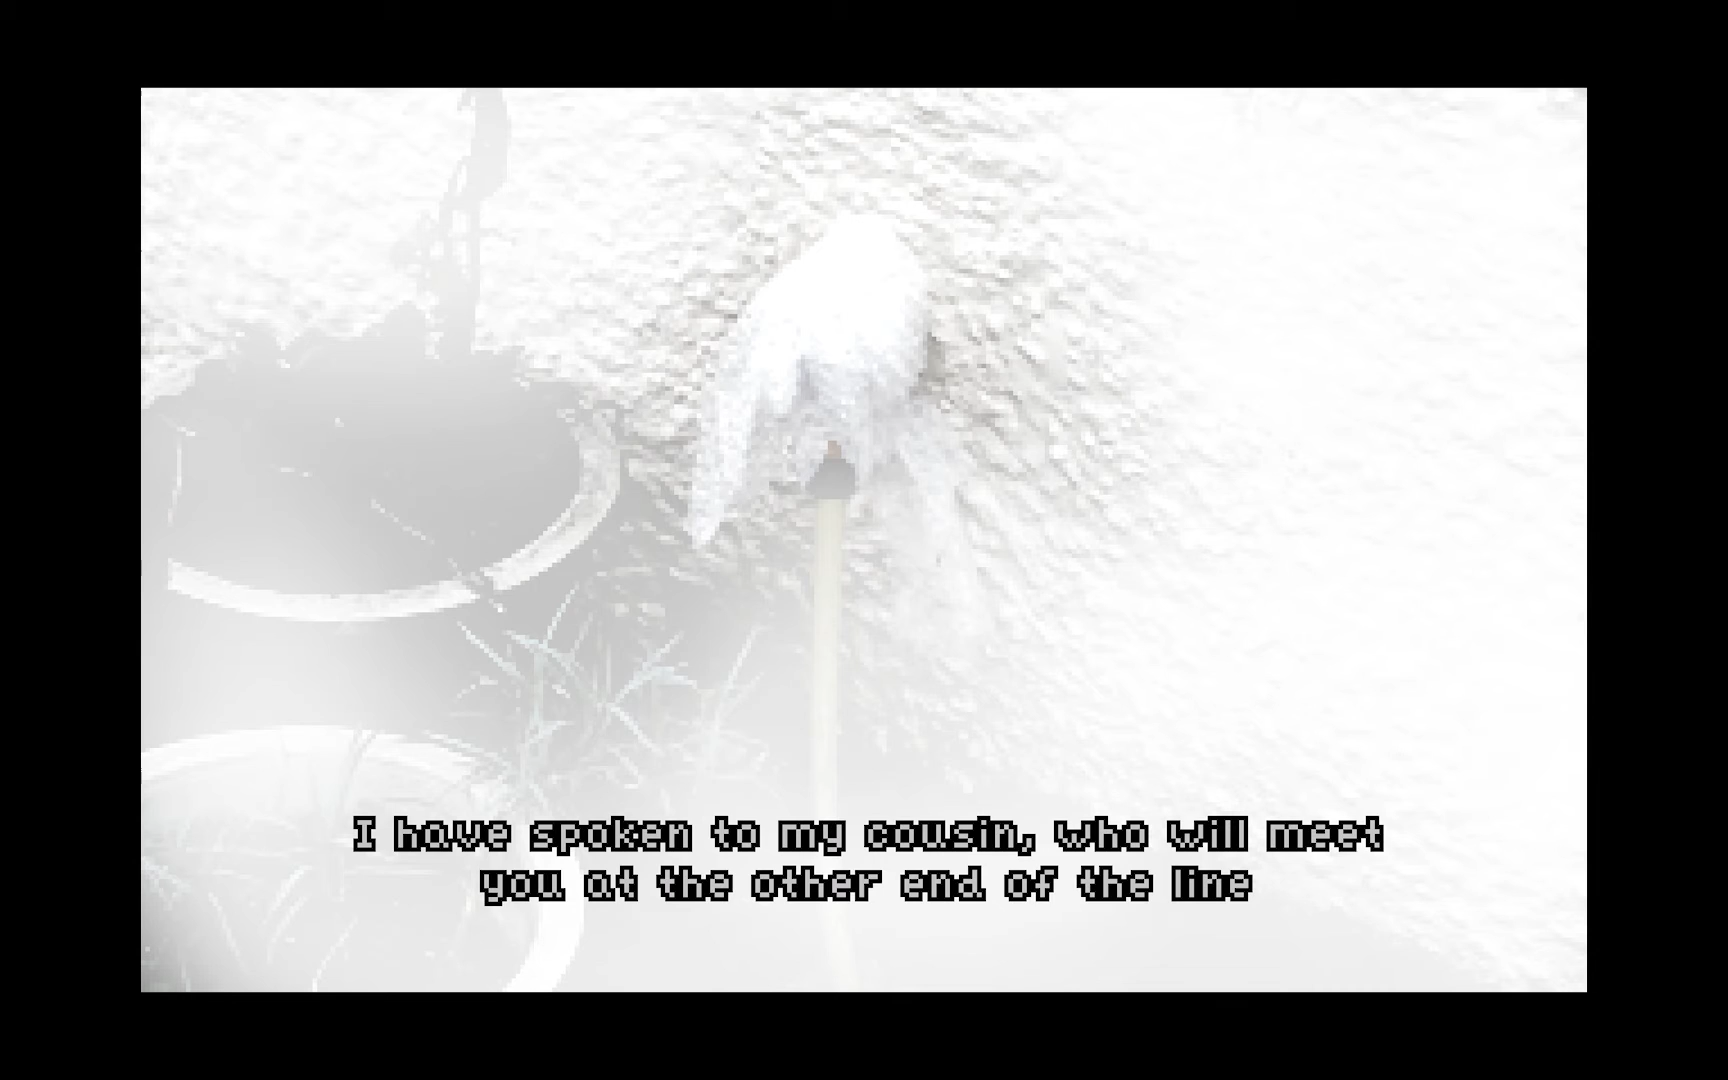 I have spoken to my cousin, who will meet
you at the other end of the line